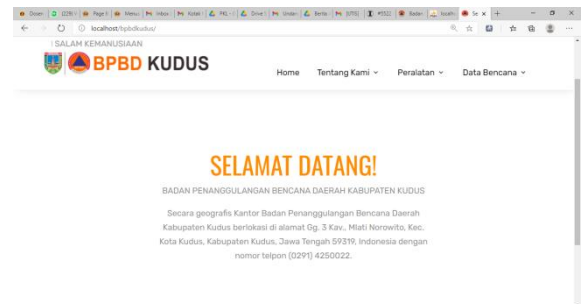 localhost/bpbdkudus/
SALAM KEMANUSIAAN
BPBD KUDUS
Home Tentang Kami Peralatan Data Bencana
SELAMAT DATANG!
BADAN PENANGGULANGAN BENCANA DAERAH KABUPATEN KUDUS
Secara geografis Kantor Badan Penanggulangan Bencana Daerah
Kabupaten Kudus berlokasi di alamat Gg. 3 Kav., Mlati Norowito, Kec.
Kota Kudus, Kabupaten Kudus, Jawa Tengah 59319, Indonesia dengan
nomor telpon (0291) 4250022.